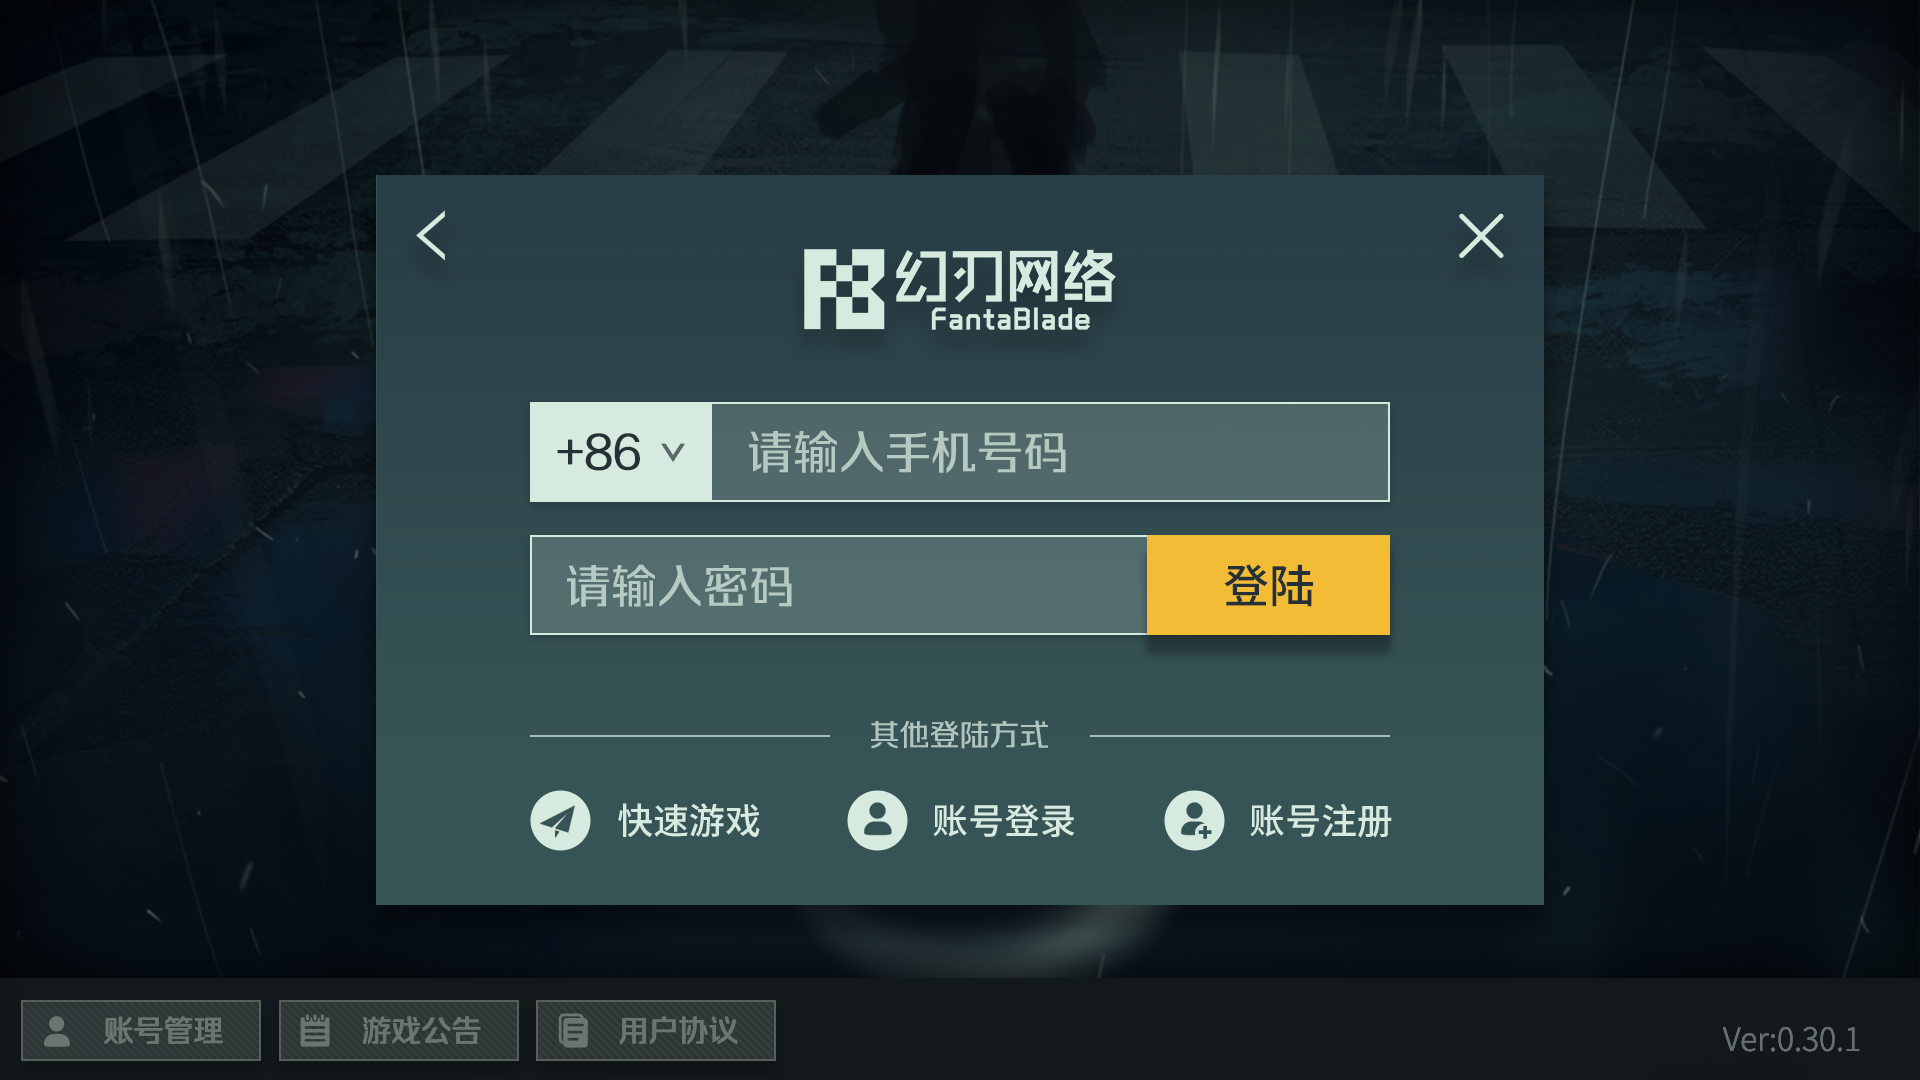 幻刃网络
FantaBlade
+86
请输入手机号码
请输入密码
登陆
其他登陆方式
快速游戏
账号登录
账号注册
账号管理
游戏公告
用户协议
Ver:0.30.1